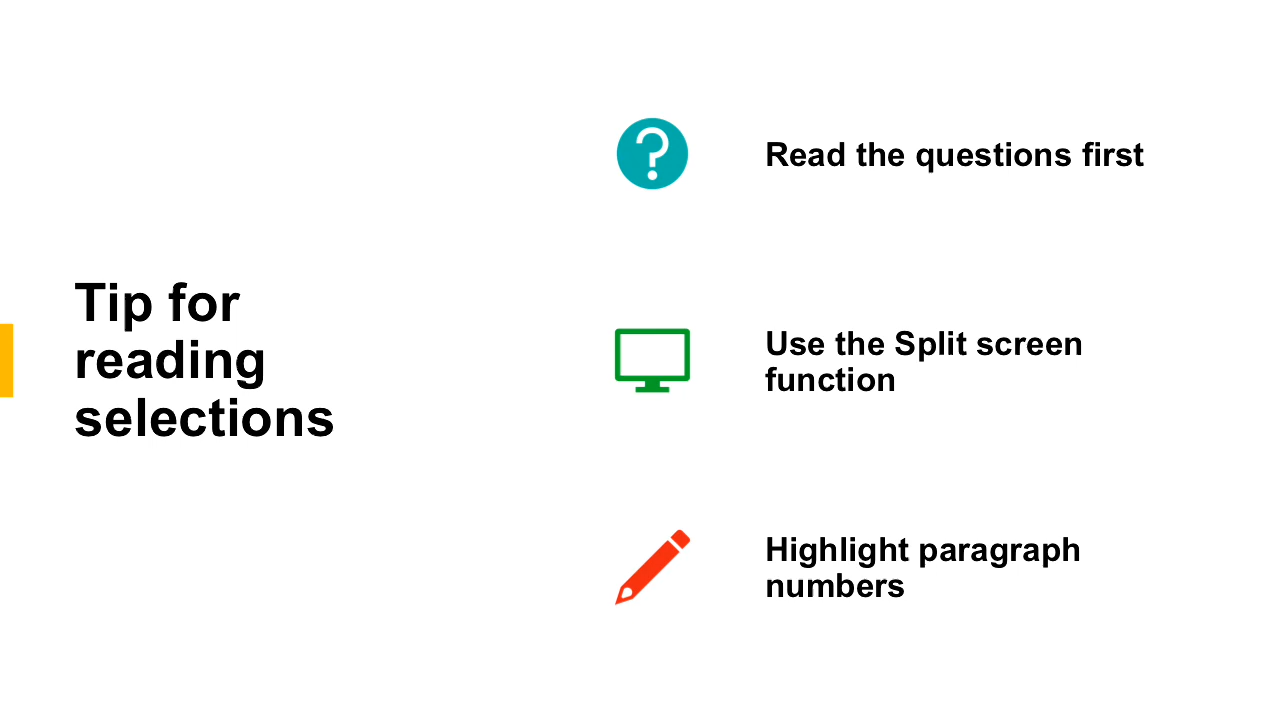 Tip for
reading
selections
Read the questions first
Use the Split screen
function
Highlight paragraph
numbers